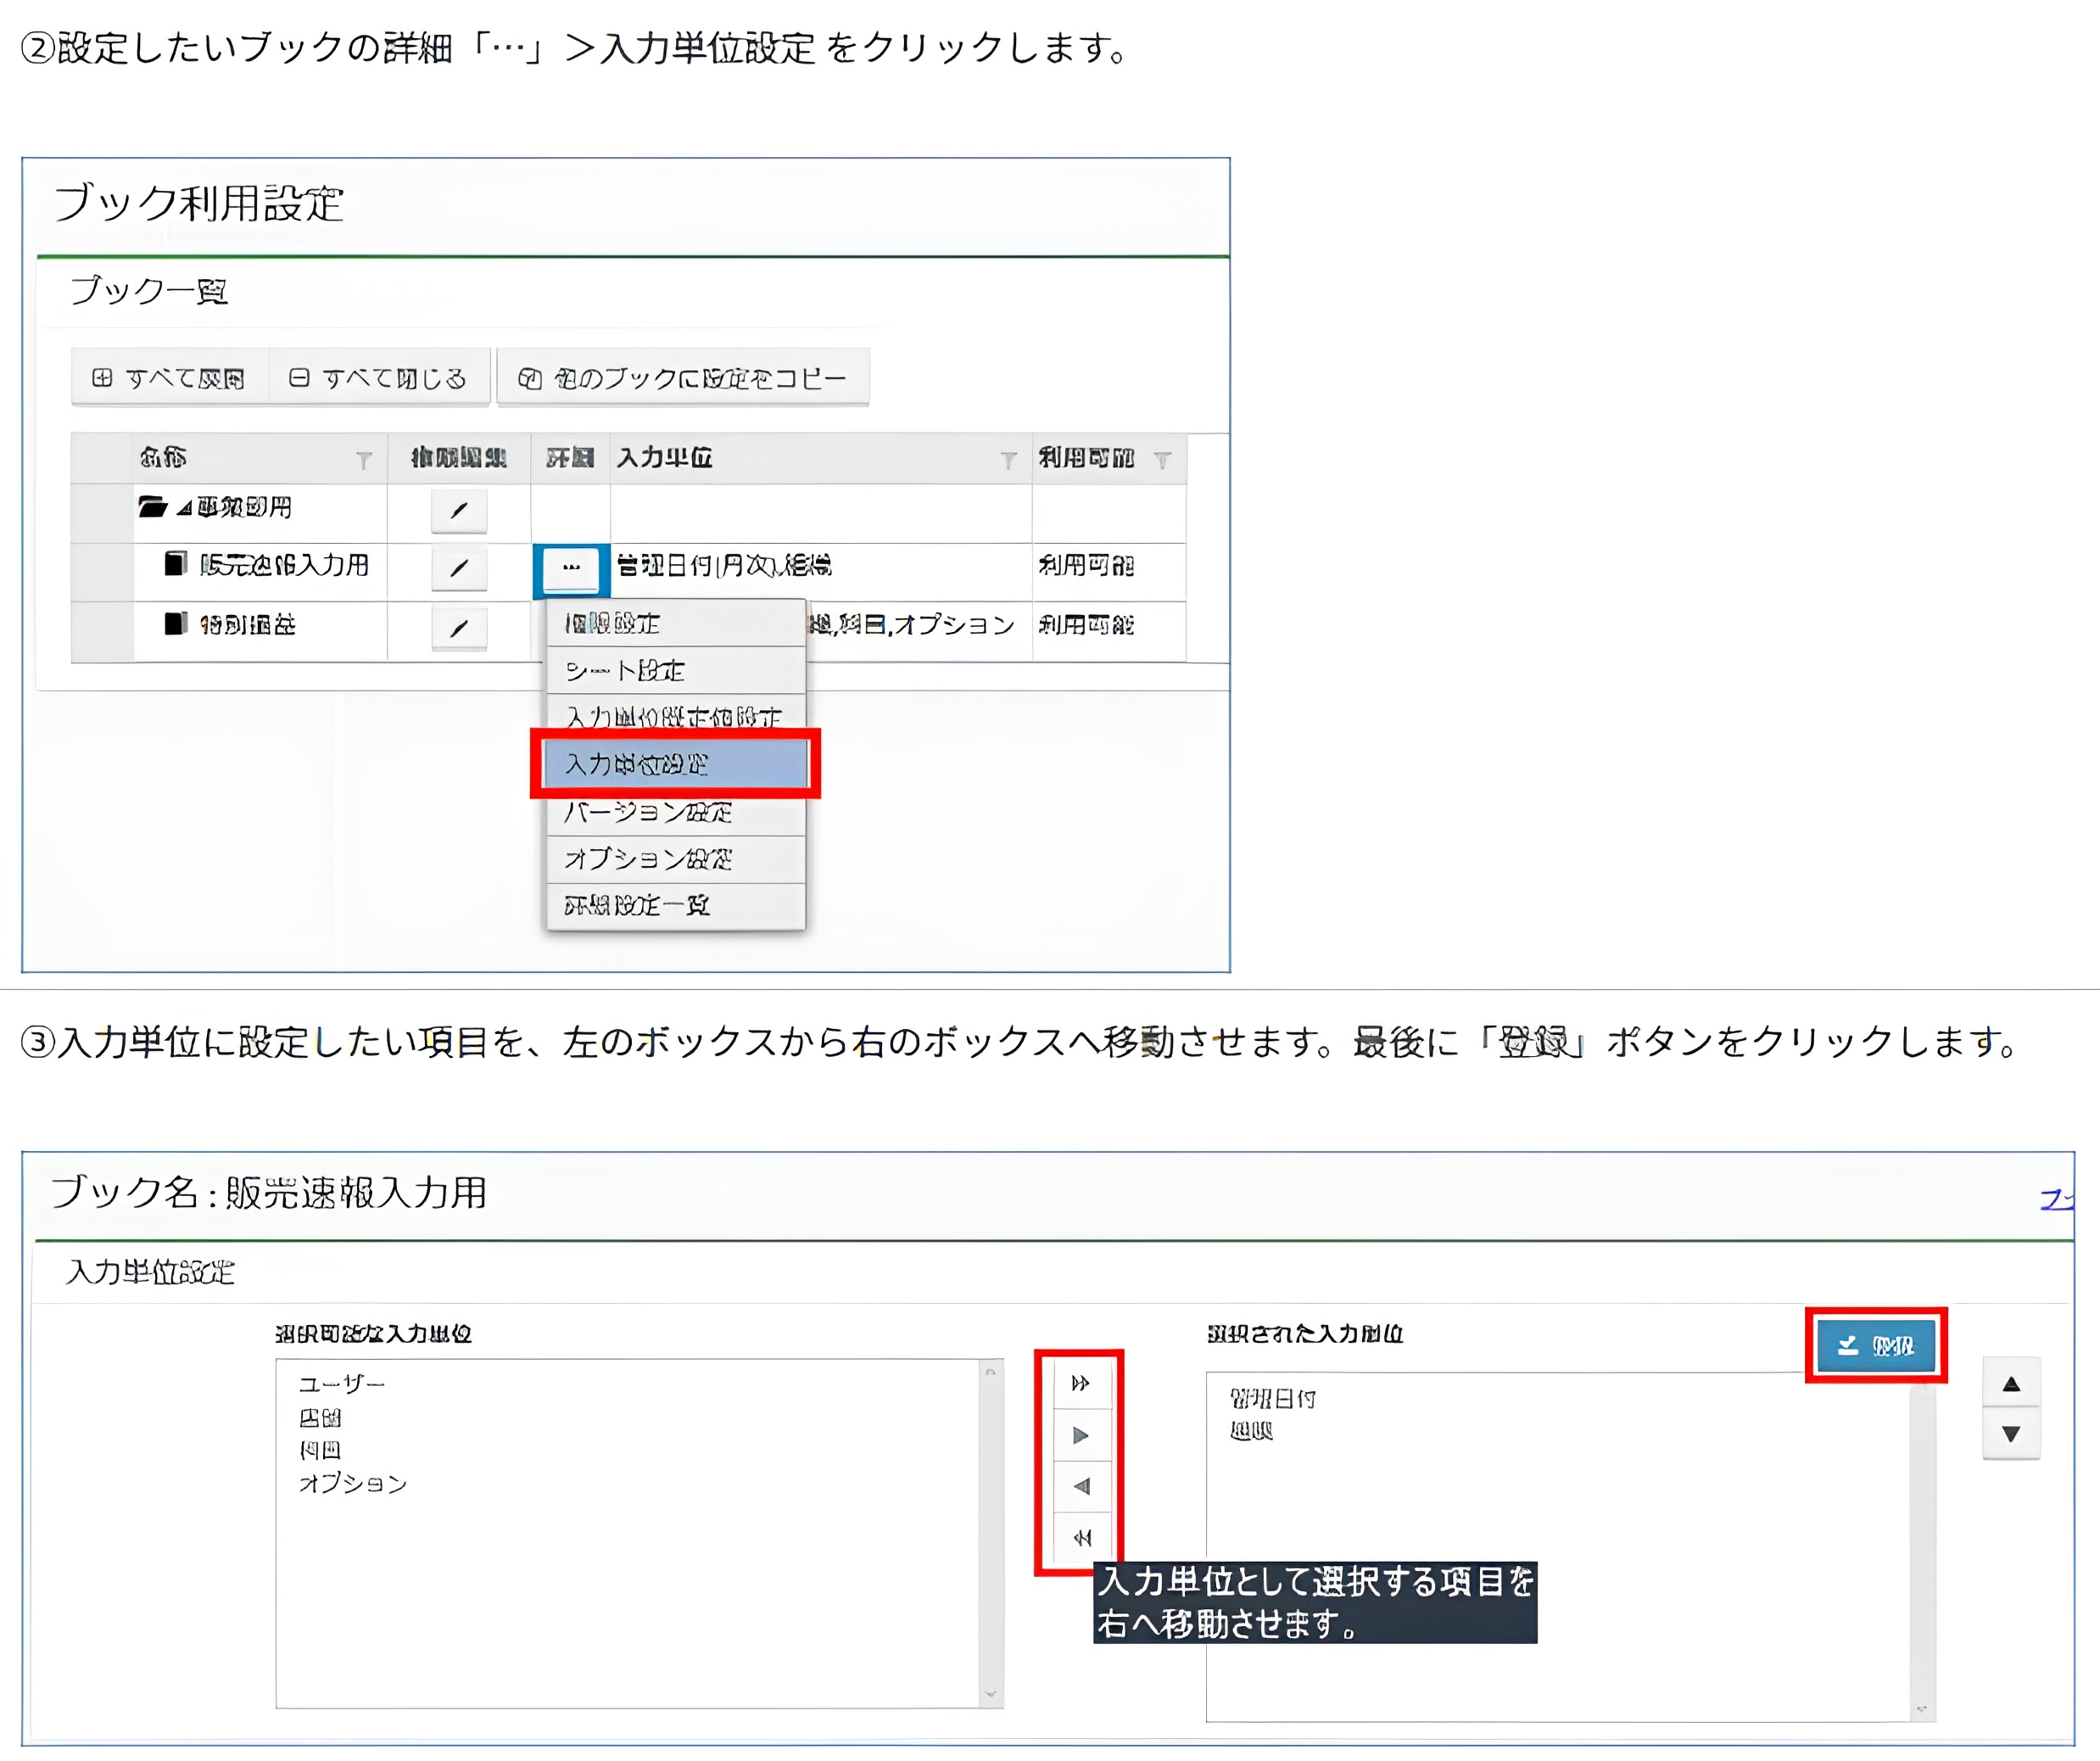 ②設定したいブックの詳細「…」＞入力単位設定 をクリックします。
ブック利用設定
ブック一覧
すべて展開 すべて閉じる 他のブックに設定をコピー
名称 詳細 入力単位 利用可能
販売速報入力用 … 管理日付(月次),組織 利用可能
特別損益 科目,オプション 利用可能
権限設定
シート設定
入力単位既定値設定
入力単位設定
バージョン設定
オプション設定
詳細設定一覧
③入力単位に設定したい項目を、左のボックスから右のボックスへ移動させます。最後に「登録」ボタンをクリックします。
ブック名:販売速報入力用
入力単位設定
選択可能な入力単位
ユーザー
店舗
科目
オプション
選択された入力単位
登録
管理日付
組織
入力単位として選択する項目を
右へ移動させます。